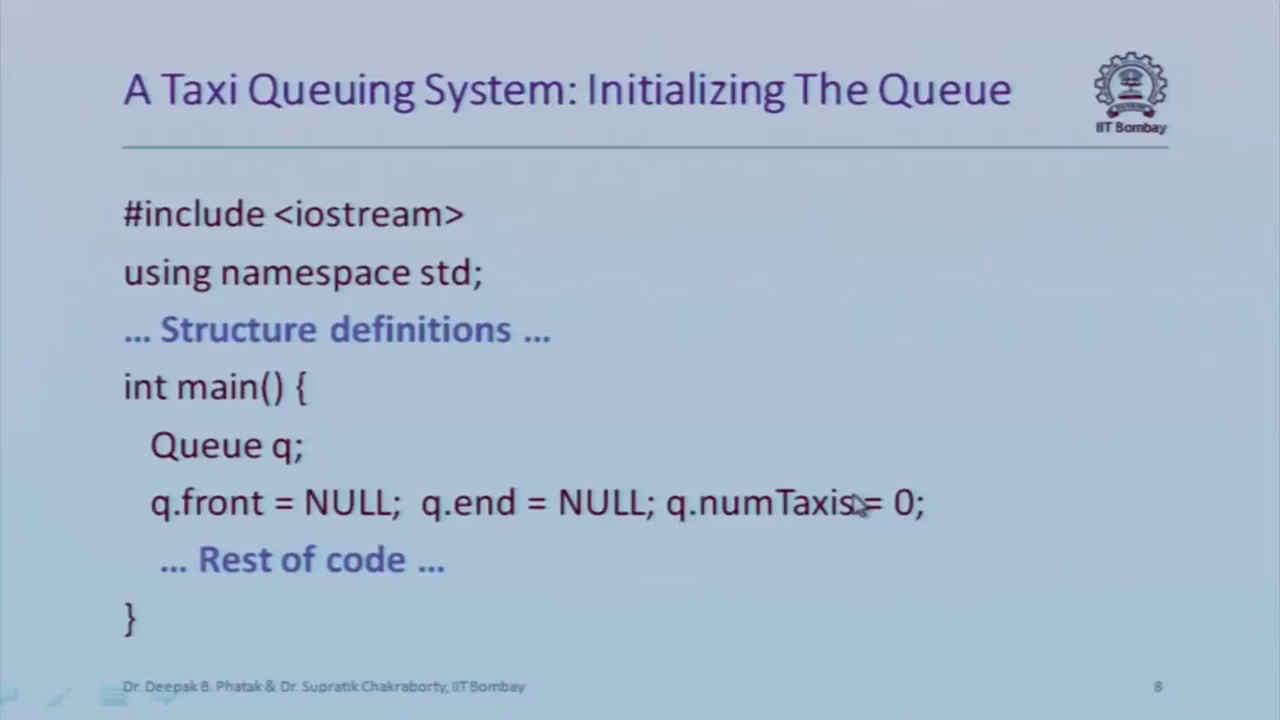 A Taxi Queuing System: Initializing The Queue
IIT Bombay
#include <iostream>
using namespace std;
... Structure definitions ...
int main() {
Queue q;
q.front = NULL; q.end = NULL; q.numTaxis = 0;
... Rest of code ...
}
Dr. Deepak B. Phatak & Dr. Supratik Chakraborty, IIT Bombay
8